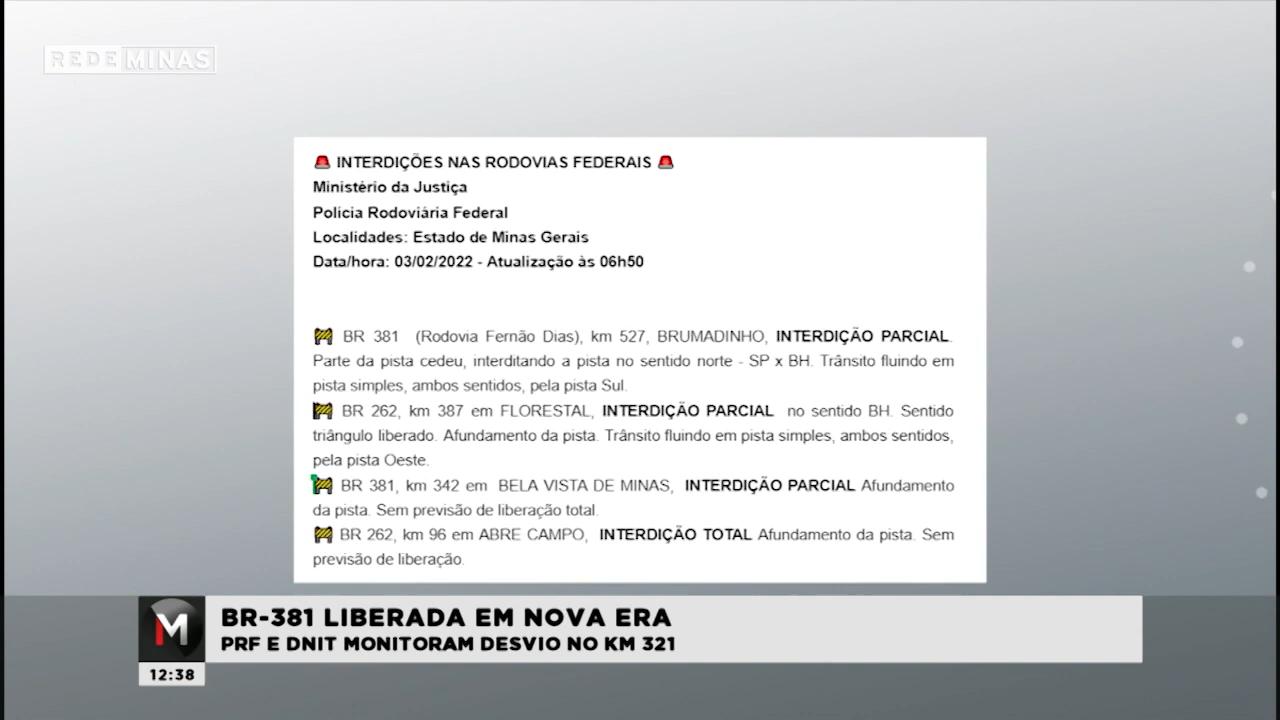 REDE MINAS
INTERDIÇÕES NAS RODOVIAS FEDERAIS
Ministério da Justiça
Polícia Rodoviária Federal
Localidades: Estado de Minas Gerais
Data/hora: 03/02/2022 - Atualização às 06h50
BR 381 (Rodovia Fernão Dias), km 527, BRUMADINHO, INTERDIÇÃO PARCIAL.
Parte da pista cedeu, interditando a pista no sentido norte - SP x BH. Trânsito fluindo em
pista simples, ambos sentidos, pela pista Sul.
BR 262, km 387 em FLORESTAL, INTERDIÇÃO PARCIAL no sentido BH. Sentido
triângulo liberado. Afundamento da pista. Trânsito fluindo em pista simples, ambos sentidos,
pela pista Oeste.
BR 381, km 342 em BELA VISTA DE MINAS, INTERDIÇÃO PARCIAL Afundamento
da pista. Sem previsão de liberação total.
BR 262, km 96 em ABRE CAMPO, INTERDIÇÃO TOTAL Afundamento da pista. Sem
previsão de liberação.
BR-381 LIBERADA EM NOVA ERA
PRF E DNIT MONITORAM DESVIO NO KM 321
M
12:38